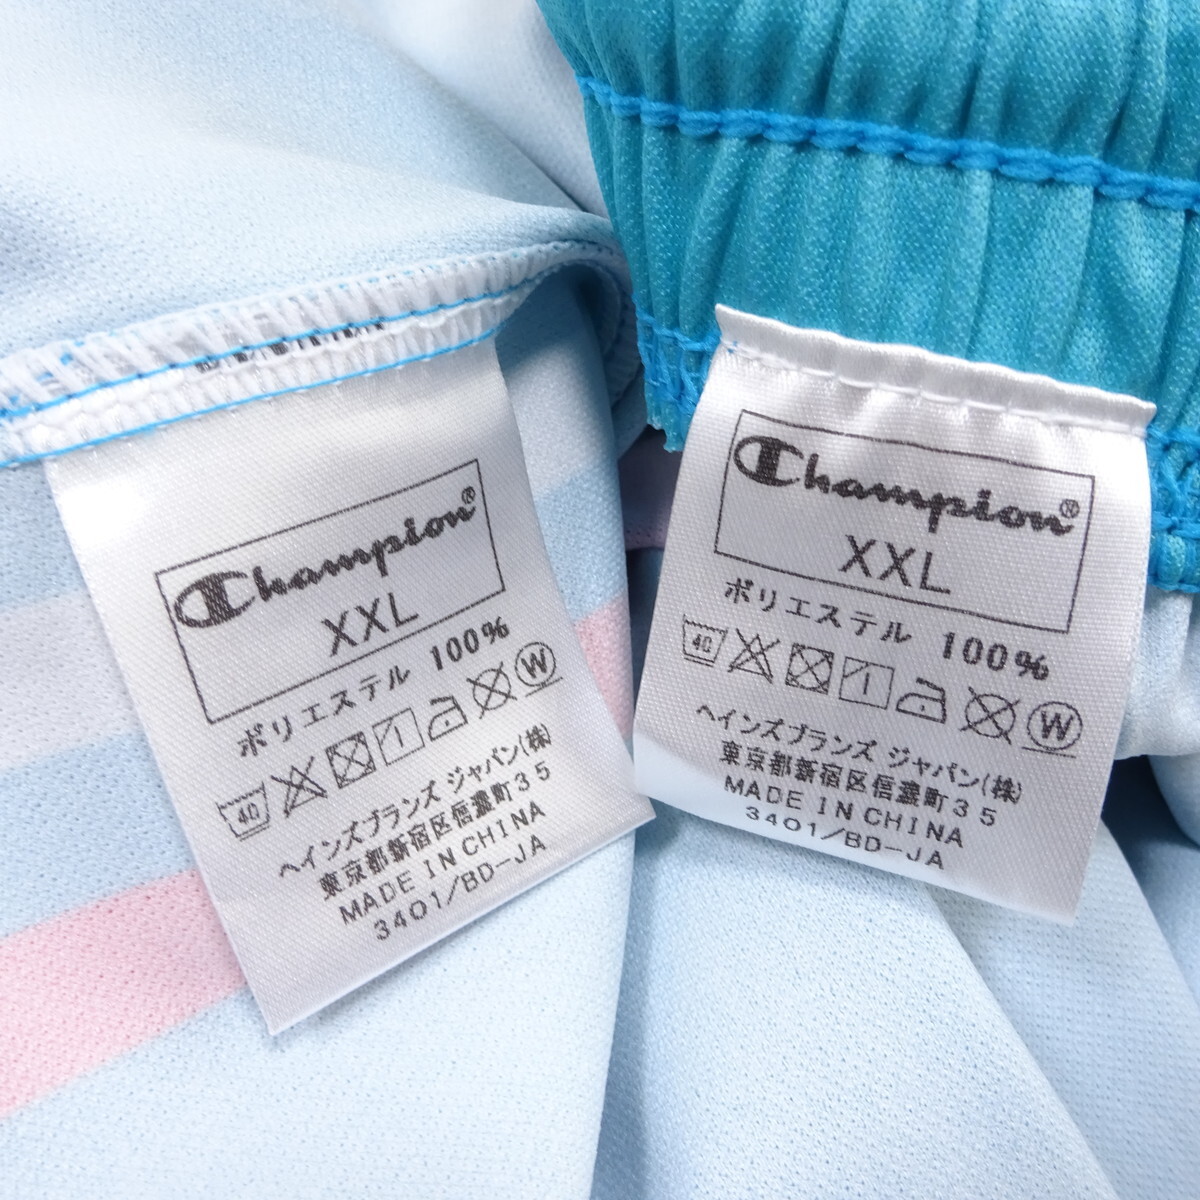 Champion®
XXL
ポリエステル 100%
40 W
ヘインズブランズ ジャパン(株)
東京都新宿区信濃町35
MADE IN CHINA
3401/BD-JA
Champion®
XXL
ポリエステル 100%
40 W
ヘインズブランズ ジャパン(株)
東京都新宿区信濃町35
MADE IN CHINA
3401/BD-JA